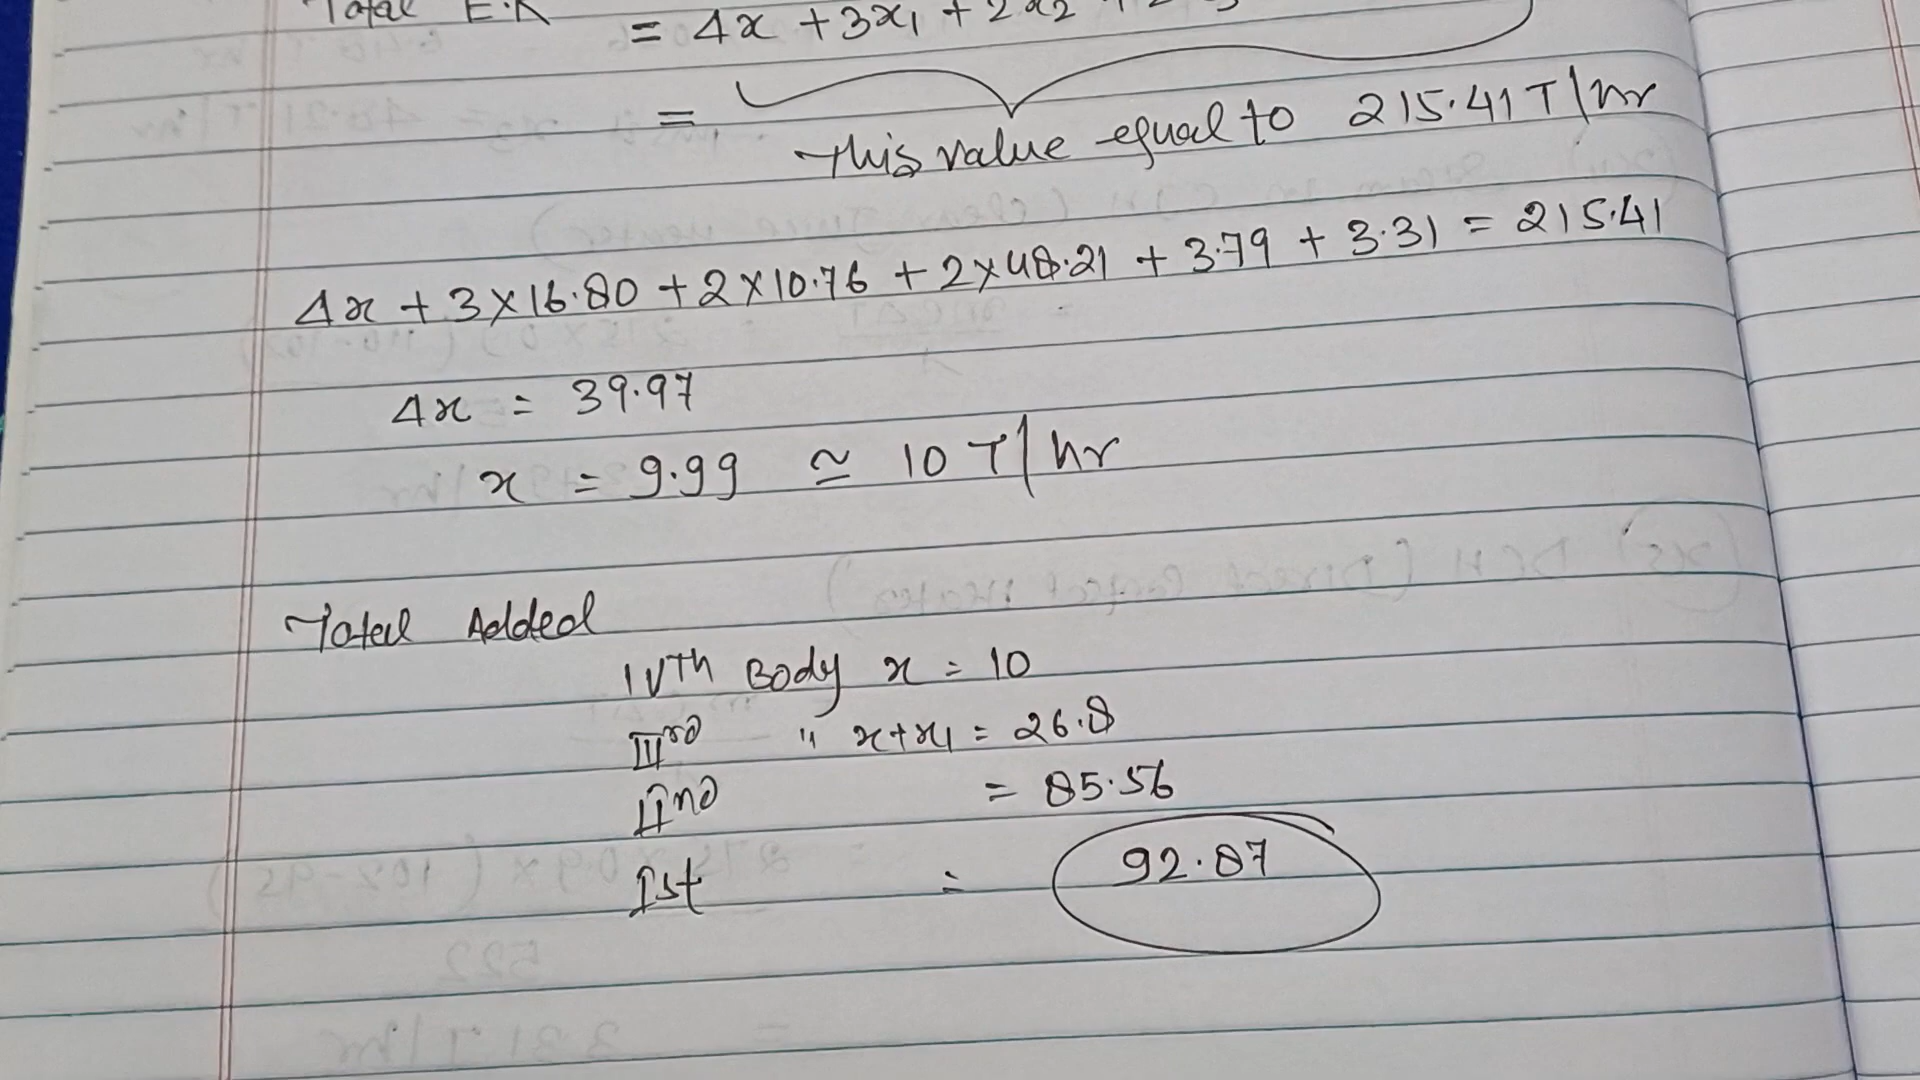 Total E.R = 4x + 3x1 + 2x2
= This value equal to 215.41 T/hr
4x + 3×16.80 + 2×10.76 + 2×48.21 + 3.79 + 3.31 = 215.41
4x = 39.97
x = 9.99 ≃ 10 T/hr
Total Added
IVTh Body x = 10
IIIrd " x+x1 = 26.8
IInd = 85.56
Ist = 92.87